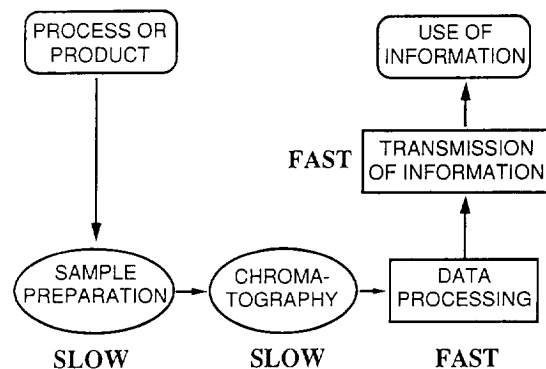 PROCESS OR
PRODUCT
USE OF
INFORMATION
FAST
TRANSMISSION
OF INFORMATION
SAMPLE
PREPARATION
CHROMA-
TOGRAPHY
DATA
PROCESSING
SLOW
SLOW
FAST